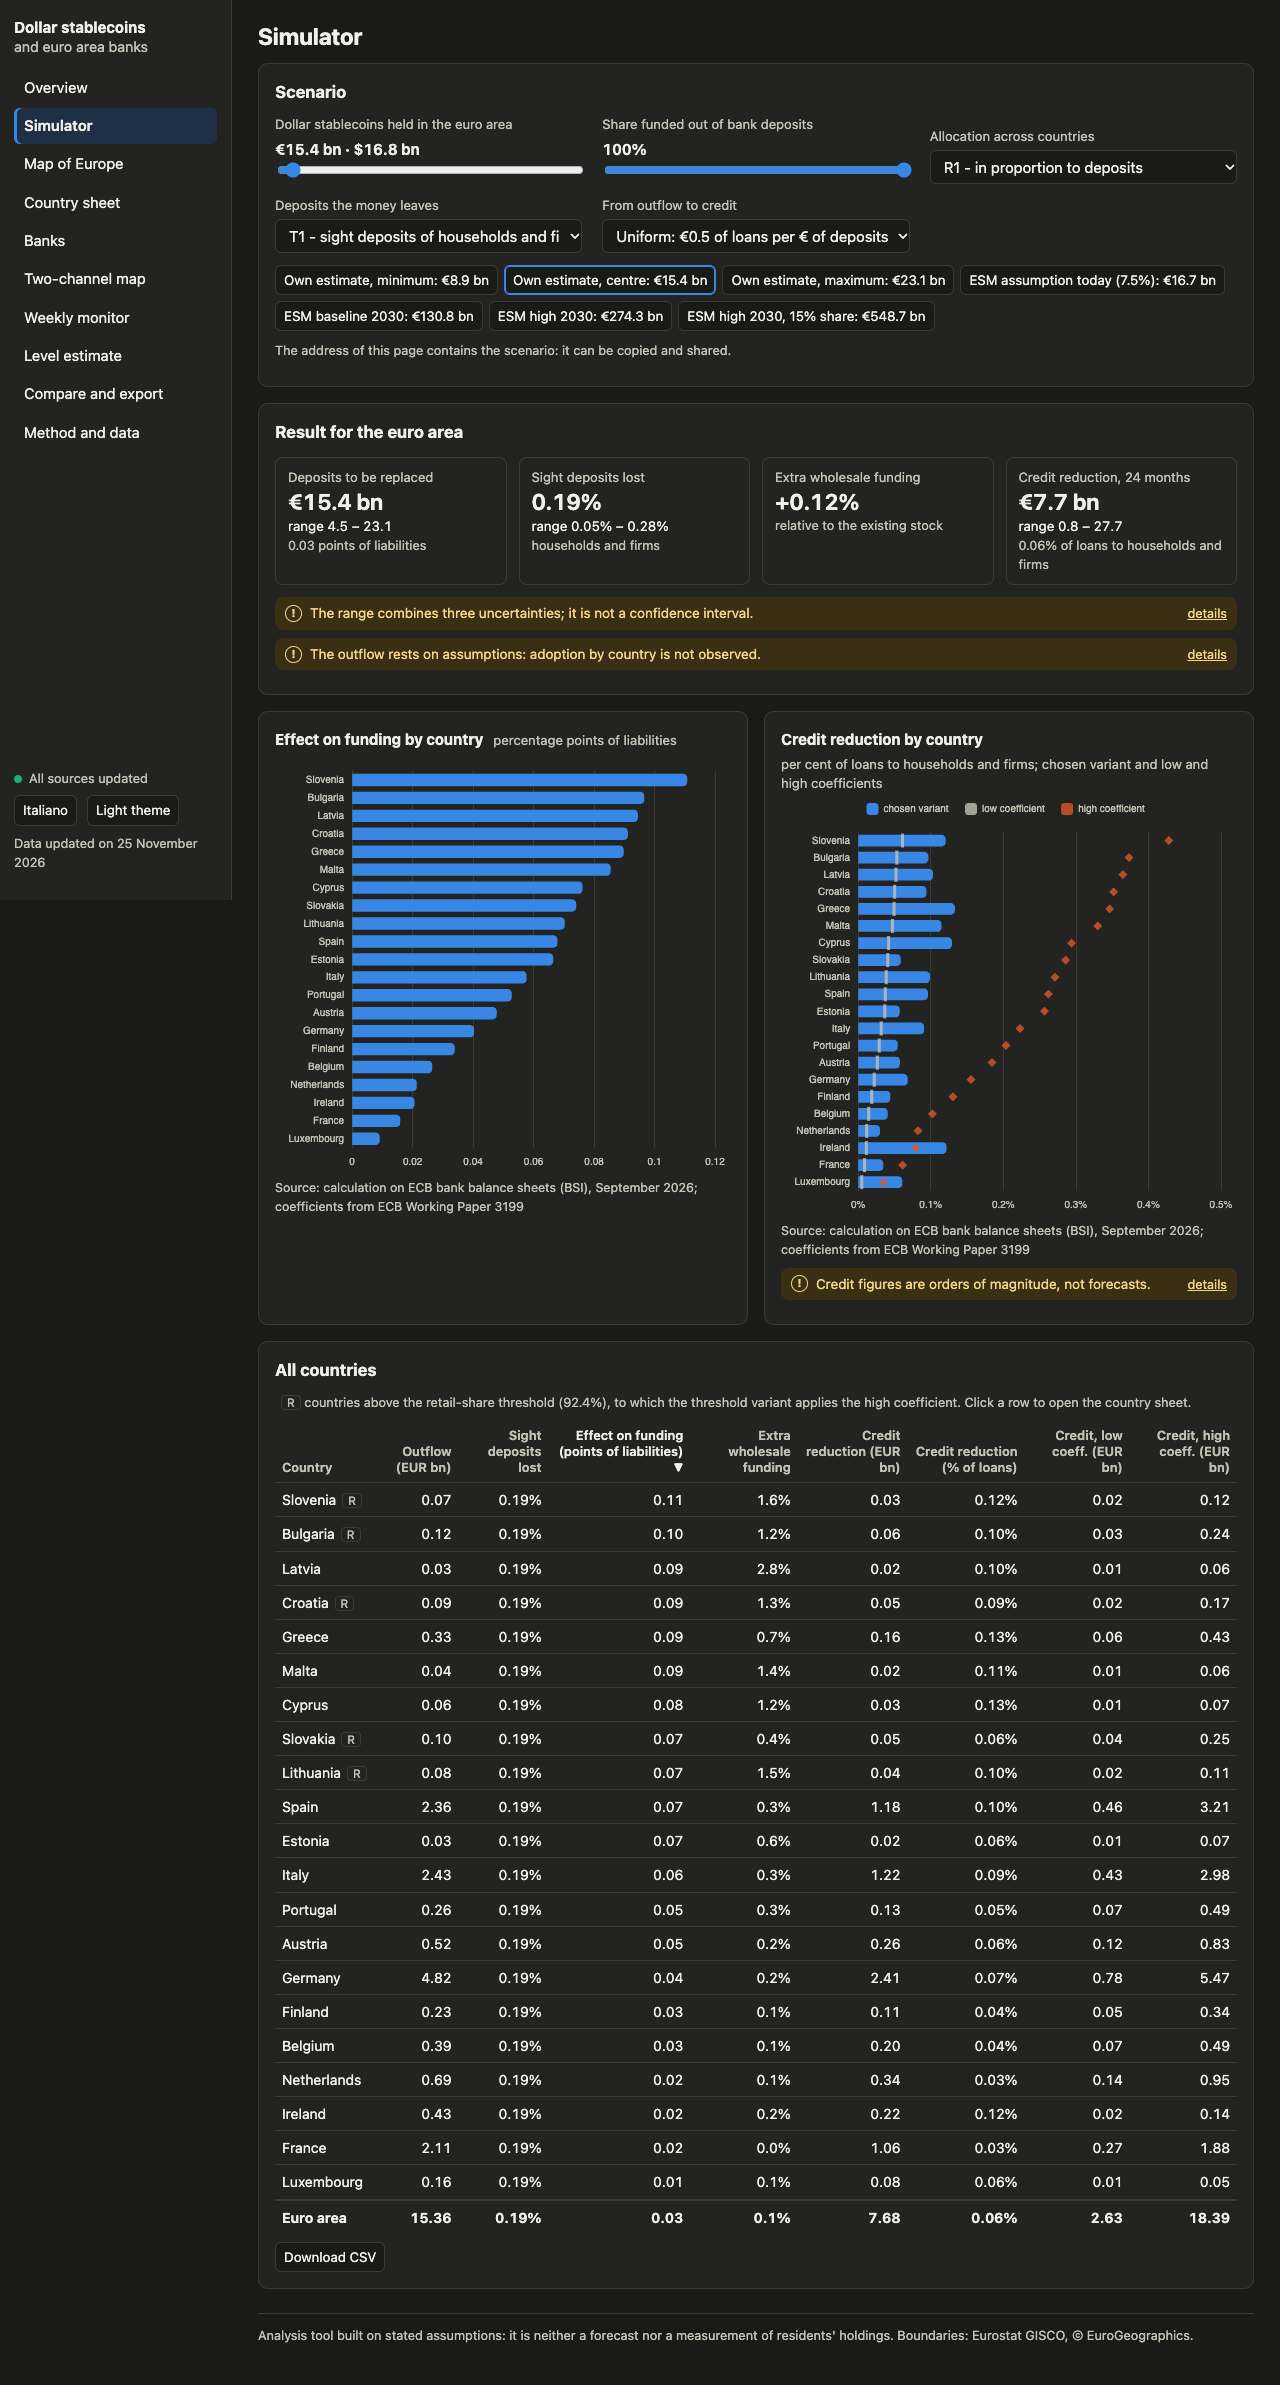 Dollar stablecoins
and euro area banks
Overview
Simulator
Map of Europe
Country sheet
Banks
Two-channel map
Weekly monitor
Level estimate
Compare and export
Method and data
All sources updated
Italiano
Light theme
Data updated on 25 November
2026
Simulator
Scenario
Dollar stablecoins held in the euro area
€15.4 bn · $16.8 bn
Share funded out of bank deposits
100%
Allocation across countries
R1 - in proportion to deposits
Deposits the money leaves
T1 - sight deposits of households and fi
From outflow to credit
Uniform: €0.5 of loans per € of deposits
Own estimate, minimum: €8.9 bn
Own estimate, centre: €15.4 bn
Own estimate, maximum: €23.1 bn
ESM assumption today (7.5%): €16.7 bn
ESM baseline 2030: €130.8 bn
ESM high 2030: €274.3 bn
ESM high 2030, 15% share: €548.7 bn
The address of this page contains the scenario: it can be copied and shared.
Result for the euro area
Deposits to be replaced
€15.4 bn
range 4.5 – 23.1
0.03 points of liabilities
Sight deposits lost
0.19%
range 0.05% – 0.28%
households and firms
Extra wholesale funding
+0.12%
relative to the existing stock
Credit reduction, 24 months
€7.7 bn
range 0.8 – 27.7
0.06% of loans to households and
firms
The range combines three uncertainties; it is not a confidence interval. details
The outflow rests on assumptions: adoption by country is not observed. details
Effect on funding by country percentage points of liabilities
Slovenia
Bulgaria
Latvia
Croatia
Greece
Malta
Cyprus
Slovakia
Lithuania
Spain
Estonia
Italy
Portugal
Austria
Germany
Finland
Belgium
Netherlands
Ireland
France
Luxembourg
0 0.02 0.04 0.06 0.08 0.1 0.12
Source: calculation on ECB bank balance sheets (BSI), September 2026;
coefficients from ECB Working Paper 3199
Credit reduction by country
per cent of loans to households and firms; chosen variant and low and
high coefficients
chosen variant low coefficient high coefficient
Slovenia
Bulgaria
Latvia
Croatia
Greece
Malta
Cyprus
Slovakia
Lithuania
Spain
Estonia
Italy
Portugal
Austria
Germany
Finland
Belgium
Netherlands
Ireland
France
Luxembourg
0% 0.1% 0.2% 0.3% 0.4% 0.5%
Source: calculation on ECB bank balance sheets (BSI), September 2026;
coefficients from ECB Working Paper 3199
Credit figures are orders of magnitude, not forecasts. details
All countries
R countries above the retail-share threshold (92.4%), to which the threshold variant applies the high coefficient. Click a row to open the country sheet.
Sight Effect on funding Extra Credit Credit, low Credit, high
Outflow deposits (points of liabilities) wholesale reduction (EUR Credit reduction coeff. (EUR coeff. (EUR
Country (EUR bn) lost ▼ funding bn) (% of loans) bn) bn)
Slovenia R 0.07 0.19% 0.11 1.6% 0.03 0.12% 0.02 0.12
Bulgaria R 0.12 0.19% 0.10 1.2% 0.06 0.10% 0.03 0.24
Latvia 0.03 0.19% 0.09 2.8% 0.02 0.10% 0.01 0.06
Croatia R 0.09 0.19% 0.09 1.3% 0.05 0.09% 0.02 0.17
Greece 0.33 0.19% 0.09 0.7% 0.16 0.13% 0.06 0.43
Malta 0.04 0.19% 0.09 1.4% 0.02 0.11% 0.01 0.06
Cyprus 0.06 0.19% 0.08 1.2% 0.03 0.13% 0.01 0.07
Slovakia R 0.10 0.19% 0.07 0.4% 0.05 0.06% 0.04 0.25
Lithuania R 0.08 0.19% 0.07 1.5% 0.04 0.10% 0.02 0.11
Spain 2.36 0.19% 0.07 0.3% 1.18 0.10% 0.46 3.21
Estonia 0.03 0.19% 0.07 0.6% 0.02 0.06% 0.01 0.07
Italy 2.43 0.19% 0.06 0.3% 1.22 0.09% 0.43 2.98
Portugal 0.26 0.19% 0.05 0.3% 0.13 0.05% 0.07 0.49
Austria 0.52 0.19% 0.05 0.2% 0.26 0.06% 0.12 0.83
Germany 4.82 0.19% 0.04 0.2% 2.41 0.07% 0.78 5.47
Finland 0.23 0.19% 0.03 0.1% 0.11 0.04% 0.05 0.34
Belgium 0.39 0.19% 0.03 0.1% 0.20 0.04% 0.07 0.49
Netherlands 0.69 0.19% 0.02 0.1% 0.34 0.03% 0.14 0.95
Ireland 0.43 0.19% 0.02 0.2% 0.22 0.12% 0.02 0.14
France 2.11 0.19% 0.02 0.0% 1.06 0.03% 0.27 1.88
Luxembourg 0.16 0.19% 0.01 0.1% 0.08 0.06% 0.01 0.05
Euro area 15.36 0.19% 0.03 0.1% 7.68 0.06% 2.63 18.39
Download CSV
Analysis tool built on stated assumptions: it is neither a forecast nor a measurement of residents' holdings. Boundaries: Eurostat GISCO, © EuroGeographics.